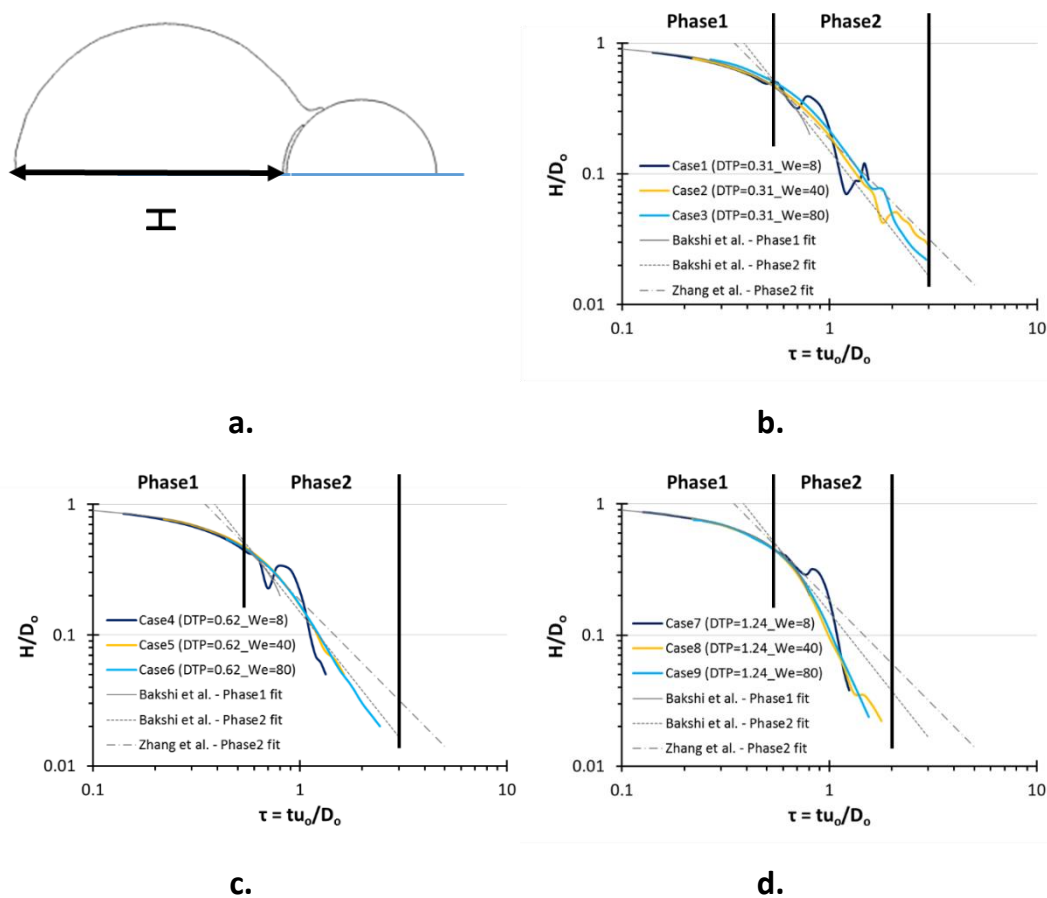 H
a.
Phase1 Phase2
1
0.1
0.01
H/Dₒ
Case1 (DTP=0.31_We=8)
Case2 (DTP=0.31_We=40)
Case3 (DTP=0.31_We=80)
Bakshi et al. - Phase1 fit
Bakshi et al. - Phase2 fit
Zhang et al. - Phase2 fit
0.1 1 10
τ = tuₒ/Dₒ
b.
Phase1 Phase2
1
0.1
0.01
H/Dₒ
Case4 (DTP=0.62_We=8)
Case5 (DTP=0.62_We=40)
Case6 (DTP=0.62_We=80)
Bakshi et al. - Phase1 fit
Bakshi et al. - Phase2 fit
Zhang et al. - Phase2 fit
0.1 1 10
τ = tuₒ/Dₒ
c.
Phase1 Phase2
1
0.1
0.01
H/Dₒ
Case7 (DTP=1.24_We=8)
Case8 (DTP=1.24_We=40)
Case9 (DTP=1.24_We=80)
Bakshi et al. - Phase1 fit
Bakshi et al. - Phase2 fit
Zhang et al. - Phase2 fit
0.1 1 10
τ = tuₒ/Dₒ
d.